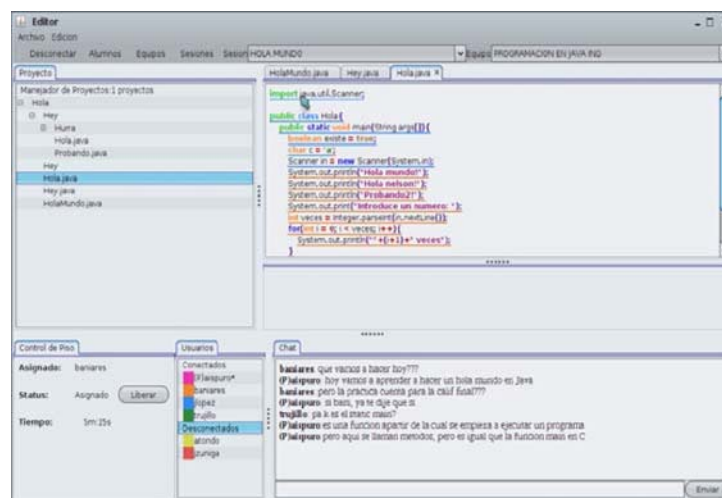 Editor
Archivo Edicion
Desconectar Alumnos Equipos Sesiones Sesion HOLA MUNDO Equipo PROGRAMACION EN JAVA ING
Proyecto
Manejador de Proyectos:1 proyectos
Hola
Hey
Hurra
Hola.java
Probando.java
Hey
Hola.java
Hey.java
HolaMundo.java
HolaMundo.java Hey.java Hola.java
import java.util.Scanner;
public class Hola{
public static void main(String args[]){
boolean existe = true;
char c = 'a';
Scanner in = new Scanner(System.in);
System.out.println("Hola mundo!");
System.out.println("Hola nelson!");
System.out.println("Probando2!");
System.out.print("Introduce un numero: ");
int veces = Integer.parseInt(in.nextLine());
for(int i = 0; i < veces; i++){
System.out.println(""+(i+1)+" veces");
}
Control de Piso
Asignado: baniares
Status: Asignado Liberar
Tiempo: 5m:25s
Usuarios
Conectados
(P)aispuro*
baniares
jlopez
trujillo
Desconectados
atondo
zuniga
Chat
baniares: que vamos a hacer hoy???
(P)aispuro: hoy vamos a aprender a hacer un hola mundo en Java
baniares: pero la practica cuenta para la calif final???
(P)aispuro: si bani, ya te dije que si
trujillo: pa k es el main?
(P)aispuro es una funcion apartir de la cual se empieza a ejecutar un programa
(P)aispuro pero aqui se llaman metodos, pero es igual que la funcion main en C
Enviar